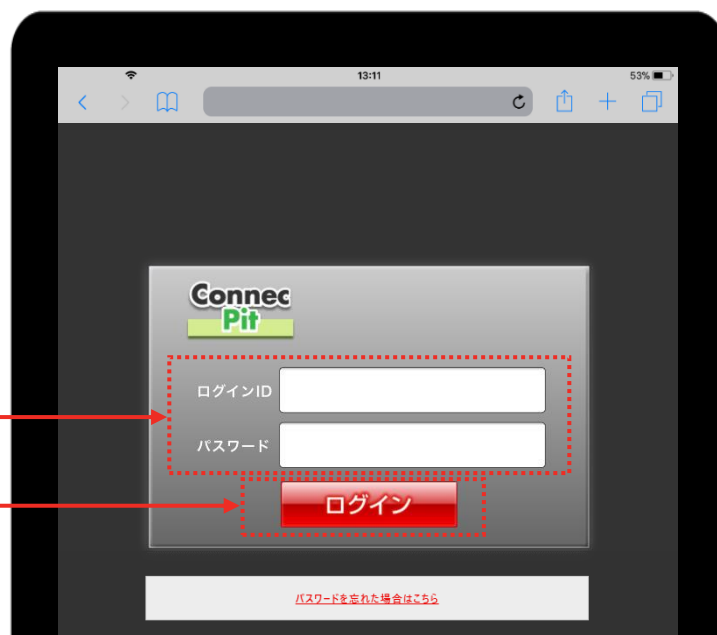 13:11
53%
Connec
Pit
ログインID
パスワード
ログイン
パスワードを忘れた場合はこちら